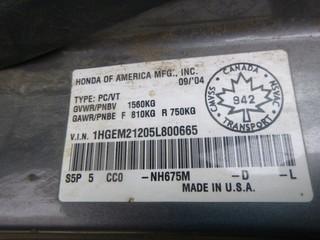 HONDA OF AMERICA MFG., INC.
09/'04
TYPE: PC/VT
GVWR/PNBV 1560KG
GAWR/PNBE F 810KG R 750KG
V.I.N. 1HGEM21205L800665
S5P 5 CC0 -NH675M -D -L
MADE IN U.S.A.
CANADA
CMVSS
942
NSVAC
TRANSPORT